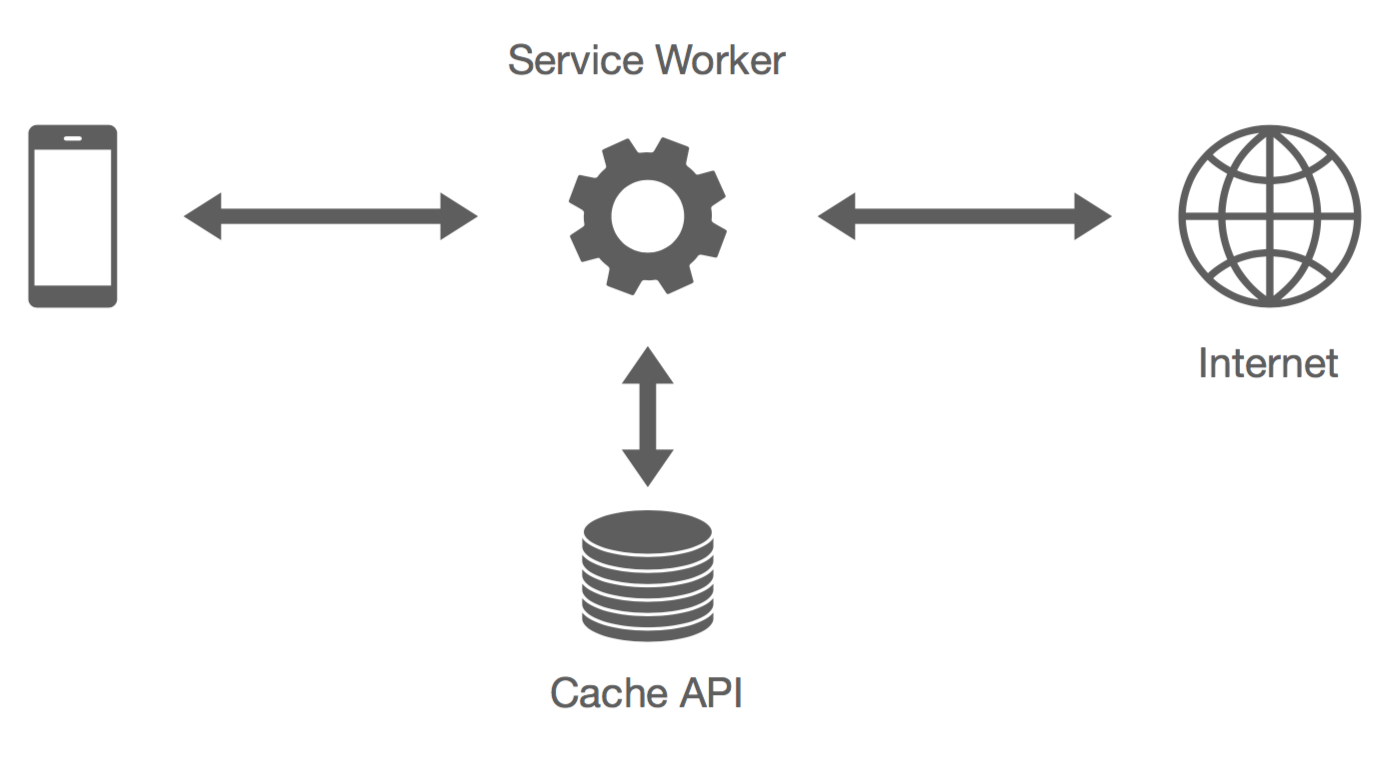 Service Worker
Internet
Cache API